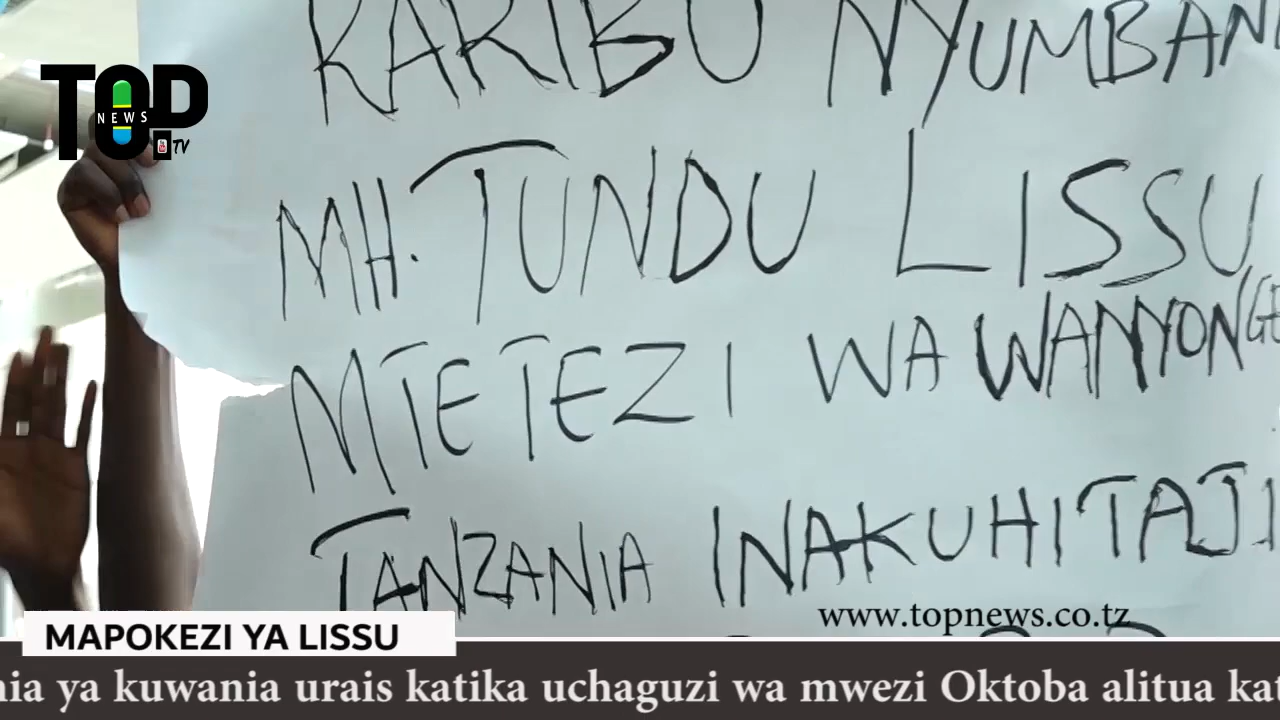 KARIBU NYUMBANI
TOP
NEWS
TV
MH. TUNDU LISSU
MTETEZI WA WANYONGE
TANZANIA INAKUHITAJI
www.topnews.co.tz
MAPOKEZI YA LISSU
nia ya kuwania urais katika uchaguzi wa mwezi Oktoba alitua kat